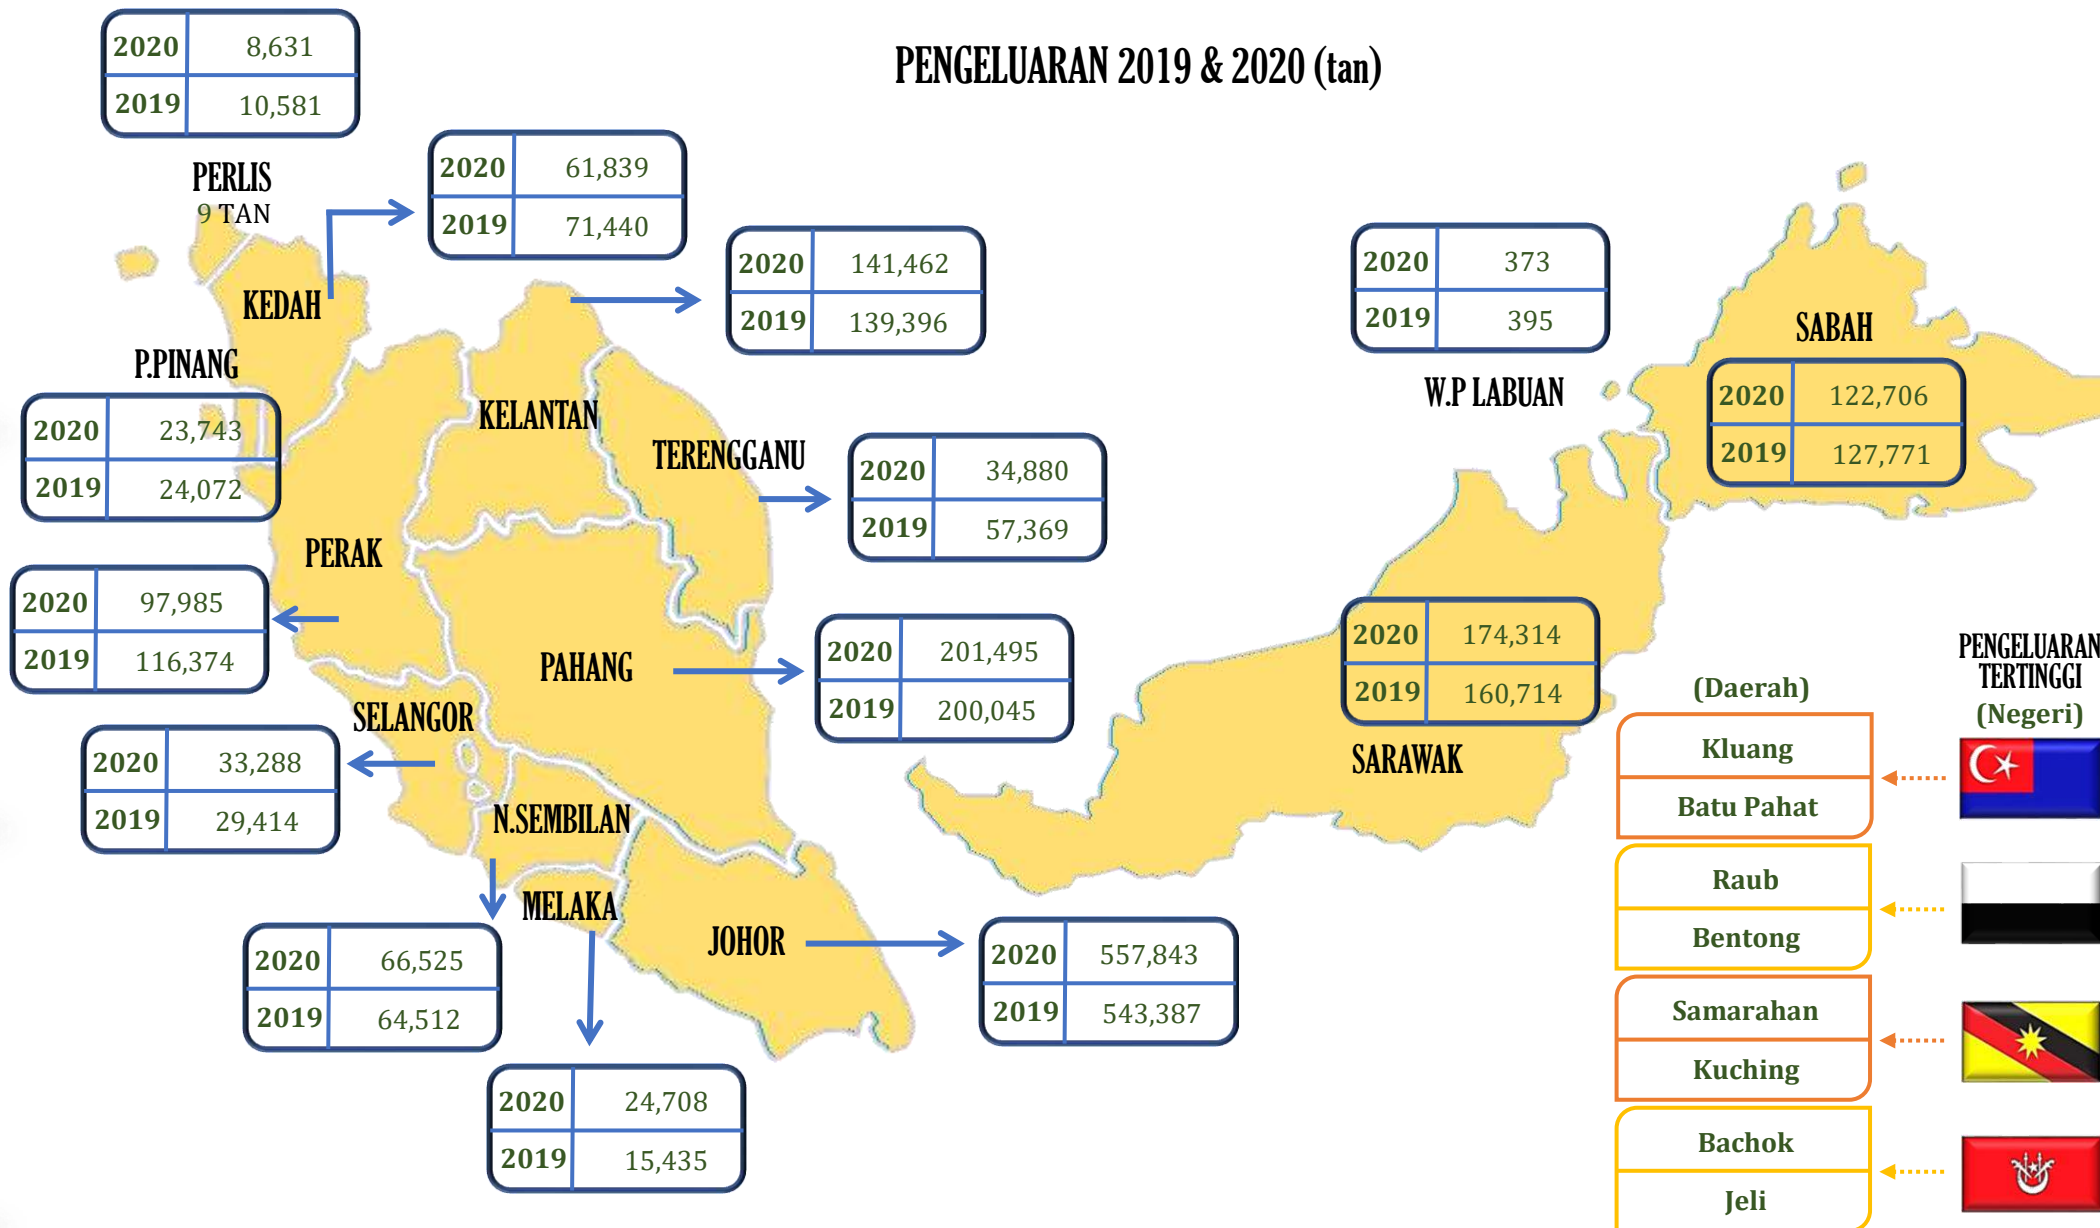 PENGELUARAN 2019 & 2020 (tan)
2020 8,631
2019 10,581
PERLIS
9 TAN
2020 61,839
2019 71,440
KEDAH
2020 141,462
2019 139,396
KELANTAN
P.PINANG
2020 23,743
2019 24,072
TERENGGANU
2020 34,880
2019 57,369
PERAK
2020 97,985
2019 116,374
PAHANG
2020 201,495
2019 200,045
SELANGOR
2020 33,288
2019 29,414
N.SEMBILAN
2020 66,525
2019 64,512
MELAKA
2020 24,708
2019 15,435
JOHOR
2020 557,843
2019 543,387
2020 373
2019 395
W.P LABUAN
SABAH
2020 122,706
2019 127,771
2020 174,314
2019 160,714
SARAWAK
PENGELUARAN
TERTINGGI
(Negeri)
(Daerah)
Kluang
Batu Pahat
Raub
Bentong
Samarahan
Kuching
Bachok
Jeli